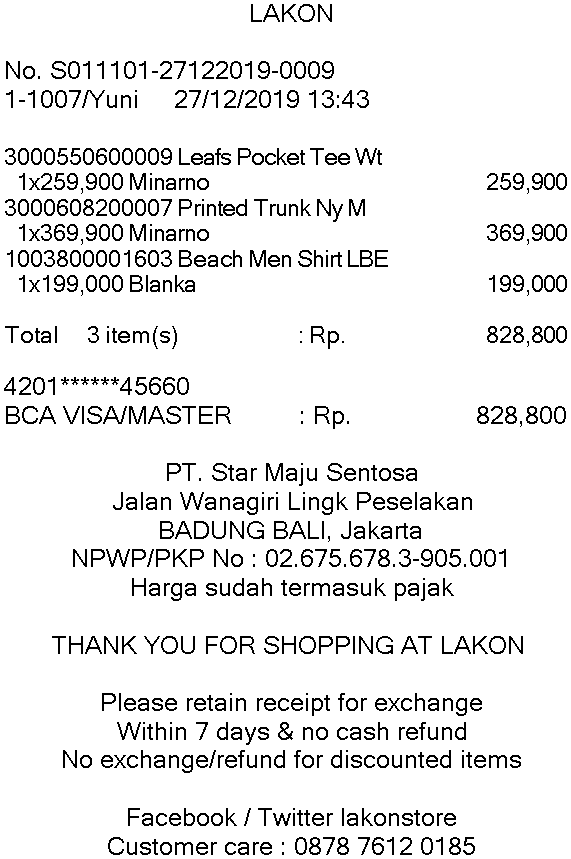 LAKON
No. S011101-27122019-0009
1-1007/Yuni 27/12/2019 13:43
3000550600009 Leafs Pocket Tee Wt
1x259,900 Minarno 259,900
3000608200007 Printed Trunk Ny M
1x369,900 Minarno 369,900
1003800001603 Beach Men Shirt LBE
1x199,000 Blanka 199,000
Total 3 item(s) : Rp. 828,800
4201******45660
BCA VISA/MASTER : Rp. 828,800
PT. Star Maju Sentosa
Jalan Wanagiri Lingk Peselakan
BADUNG BALI, Jakarta
NPWP/PKP No : 02.675.678.3-905.001
Harga sudah termasuk pajak
THANK YOU FOR SHOPPING AT LAKON
Please retain receipt for exchange
Within 7 days & no cash refund
No exchange/refund for discounted items
Facebook / Twitter lakonstore
Customer care : 0878 7612 0185